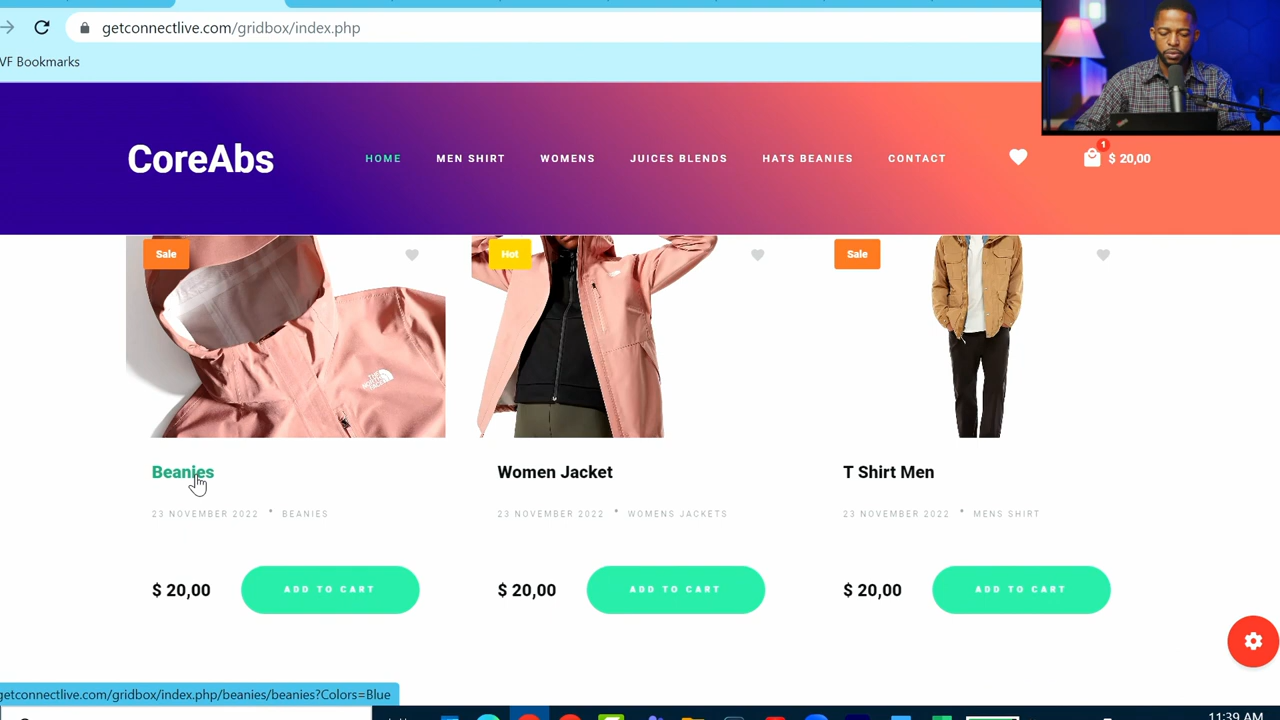 getconnectlive.com/gridbox/index.php
VF Bookmarks
CoreAbs
HOME
MEN SHIRT
WOMENS
JUICES BLENDS
HATS BEANIES
CONTACT
1
$ 20,00
Sale
Hot
Sale
THE NORTH FACE
Beanies
Women Jacket
T Shirt Men
23 NOVEMBER 2022 • BEANIES
23 NOVEMBER 2022 • WOMENS JACKETS
23 NOVEMBER 2022 • MENS SHIRT
$ 20,00
ADD TO CART
$ 20,00
ADD TO CART
$ 20,00
ADD TO CART
getconnectlive.com/gridbox/index.php/beanies/beanies?Colors=Blue
11:39 AM